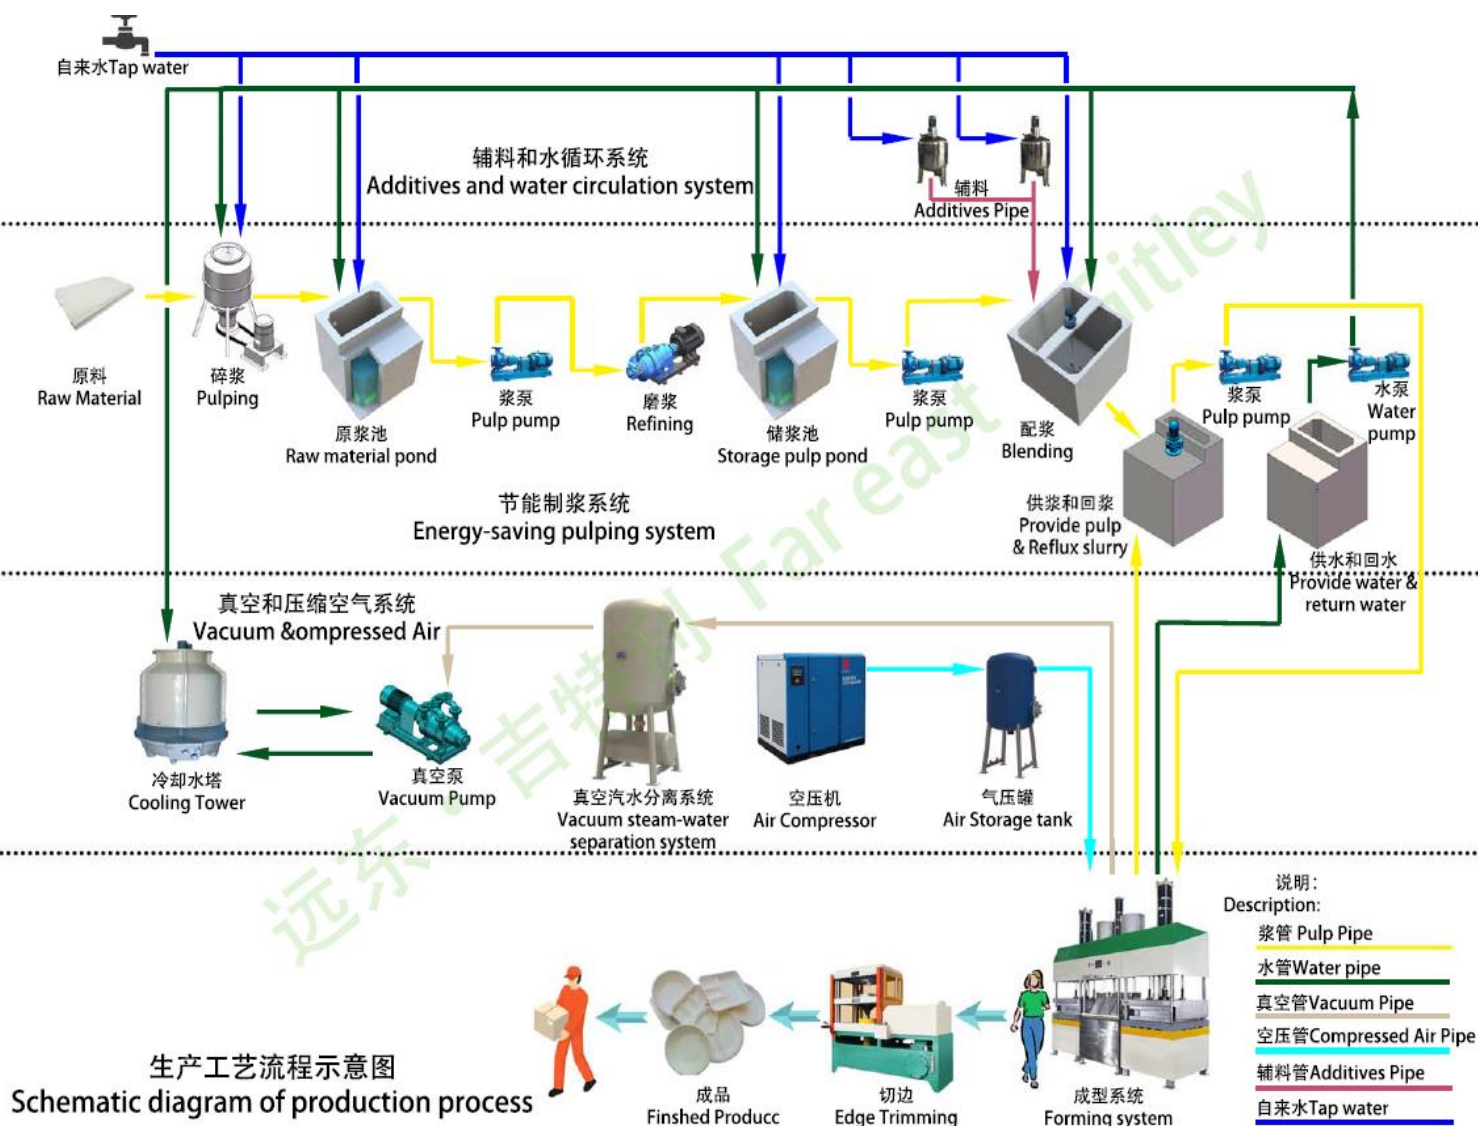 自来水Tap water
辅料和水循环系统
Additives and water circulation system
辅料
Additives Pipe
原料
Raw Material
碎浆
Pulping
原浆池
Raw material pond
浆泵
Pulp pump
磨浆
Refining
储浆池
Storage pulp pond
浆泵
Pulp pump
配浆
Blending
浆泵
Pulp pump
水泵
Water
pump
供浆和回浆
Provide pulp
& Reflux slurry
供水和回水
Provide water &
return water
节能制浆系统
Energy-saving pulping system
真空和压缩空气系统
Vacuum &ompressed Air
冷却水塔
Cooling Tower
真空泵
Vacuum Pump
真空汽水分离系统
Vacuum steam-water
separation system
空压机
Air Compressor
气压罐
Air Storage tank
远东·吉特利 Far east
说明:
Description:
浆管 Pulp Pipe
水管Water pipe
真空管Vacuum Pipe
空压管Compressed Air Pipe
辅料管Additives Pipe
自来水Tap water
生产工艺流程示意图
Schematic diagram of production process
成品
Finshed Producc
切边
Edge Trimming
成型系统
Forming system